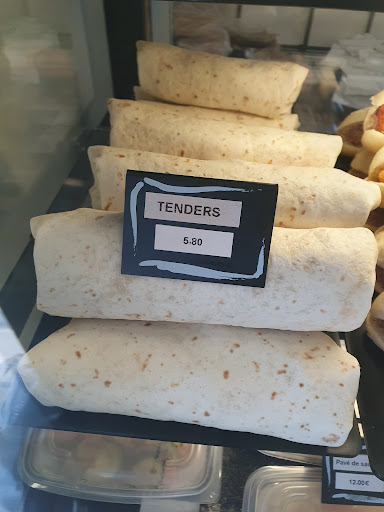 TENDERS
5.80
Pavé de sa
12.00€